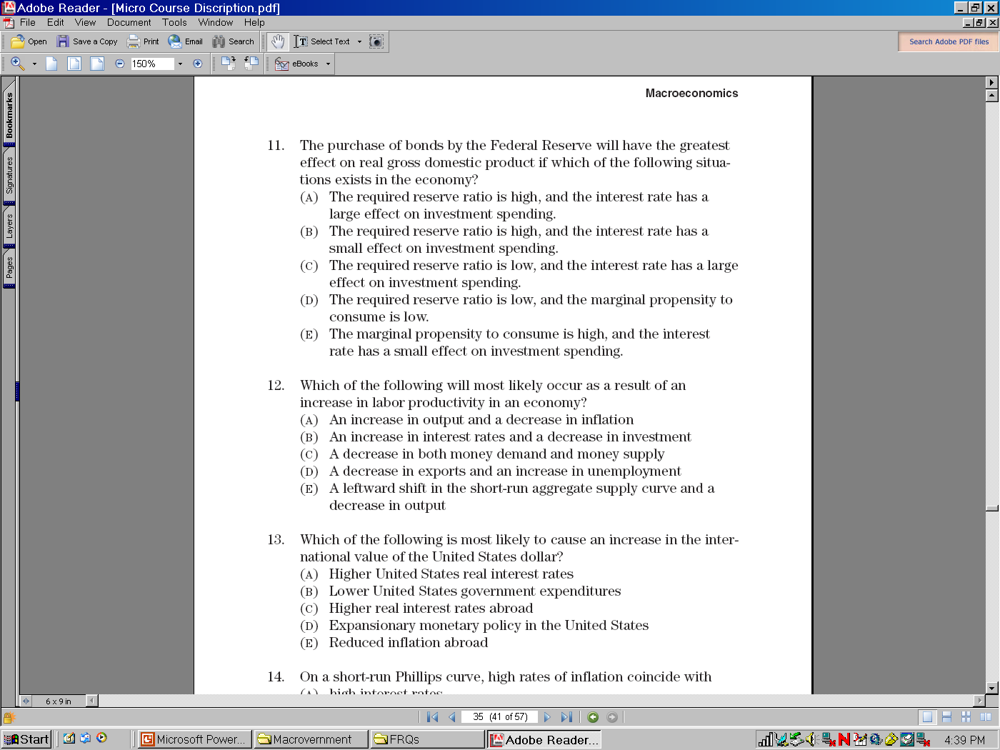 Adobe Reader - [Micro Course Discription.pdf]
File Edit View Document Tools Window Help
Open Save a Copy Print Email Search Select Text Search Adobe PDF files
150% eBooks
Bookmarks
Signatures
Layers
Pages
Macroeconomics
11. The purchase of bonds by the Federal Reserve will have the greatest
effect on real gross domestic product if which of the following situa-
tions exists in the economy?
(A) The required reserve ratio is high, and the interest rate has a
large effect on investment spending.
(B) The required reserve ratio is high, and the interest rate has a
small effect on investment spending.
(C) The required reserve ratio is low, and the interest rate has a large
effect on investment spending.
(D) The required reserve ratio is low, and the marginal propensity to
consume is low.
(E) The marginal propensity to consume is high, and the interest
rate has a small effect on investment spending.
12. Which of the following will most likely occur as a result of an
increase in labor productivity in an economy?
(A) An increase in output and a decrease in inflation
(B) An increase in interest rates and a decrease in investment
(C) A decrease in both money demand and money supply
(D) A decrease in exports and an increase in unemployment
(E) A leftward shift in the short-run aggregate supply curve and a
decrease in output
13. Which of the following is most likely to cause an increase in the inter-
national value of the United States dollar?
(A) Higher United States real interest rates
(B) Lower United States government expenditures
(C) Higher real interest rates abroad
(D) Expansionary monetary policy in the United States
(E) Reduced inflation abroad
14. On a short-run Phillips curve, high rates of inflation coincide with
(A) high interest rates
6 x 9 in
35 (41 of 57)
Start Microsoft Power... Macrovernment FRQs Adobe Reader... 4:39 PM